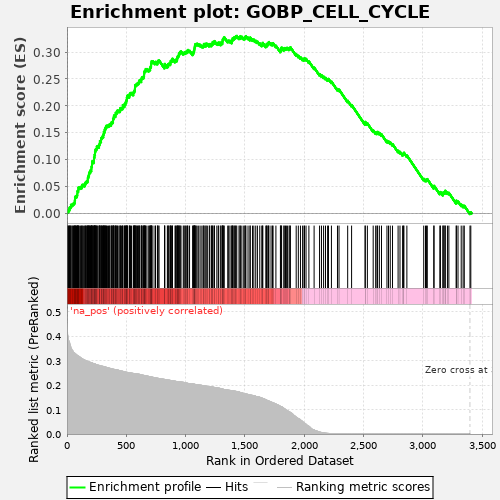 Enrichment plot: GOBP_CELL_CYCLE
Enrichment score (ES)
0.30
0.25
0.20
0.15
0.10
0.05
0.00
'na_pos' (positively correlated)
Zero cross at
Ranked list metric (PreRanked)
0.5
0.4
0.3
0.2
0.1
0.0
0
500
1,000
1,500
2,000
2,500
3,000
3,500
Rank in Ordered Dataset
Enrichment profile
Hits
Ranking metric scores